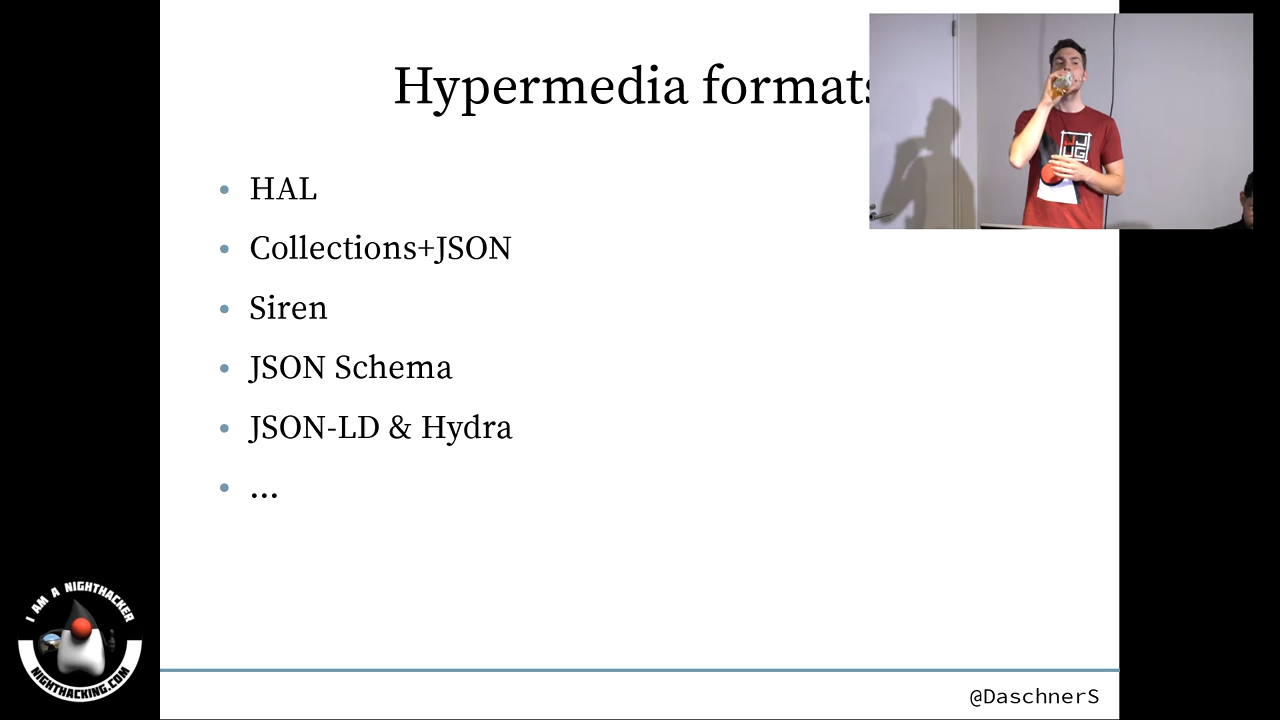 Hypermedia formats
• HAL
• Collections+JSON
• Siren
• JSON Schema
• JSON-LD & Hydra
• ...
I AM A NIGHTHACKER
NIGHTHACKING.COM
@DaschnerS